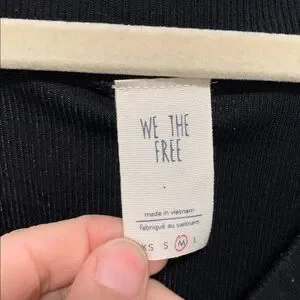 WE THE
FREE
made in vietnam
fabriqué au vietnam
XS S M L